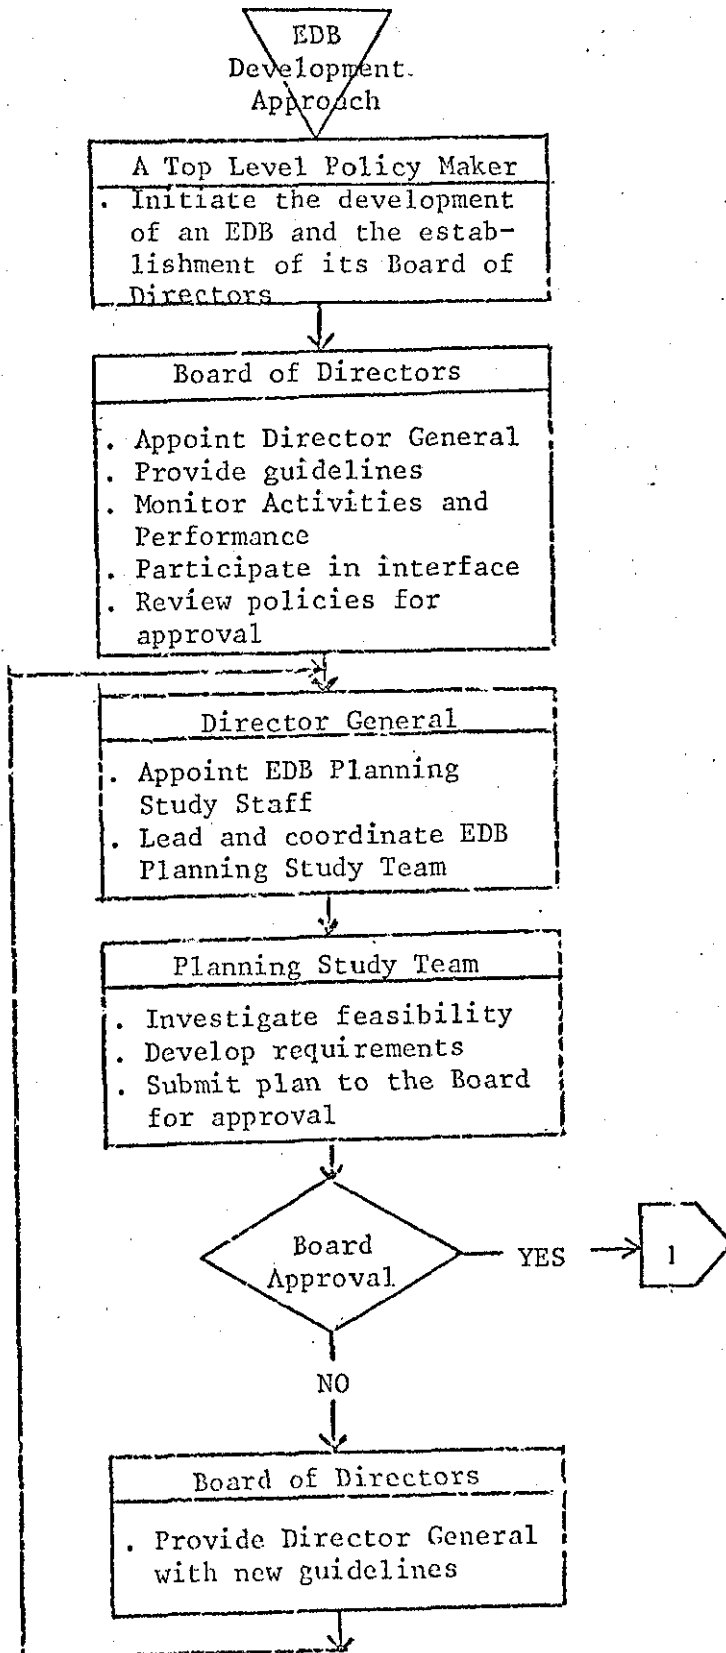 EDB
Development
Approach
A Top Level Policy Maker
. Initiate the development
of an EDB and the estab-
lishment of its Board of
Directors
Board of Directors
. Appoint Director General
. Provide guidelines
. Monitor Activities and
Performance
. Participate in interface
. Review policies for
approval
Director General
. Appoint EDB Planning
Study Staff
. Lead and coordinate EDB
Planning Study Team
Planning Study Team
. Investigate feasibility
. Develop requirements
. Submit plan to the Board
for approval
Board
Approval
YES
1
NO
Board of Directors
. Provide Director General
with new guidelines